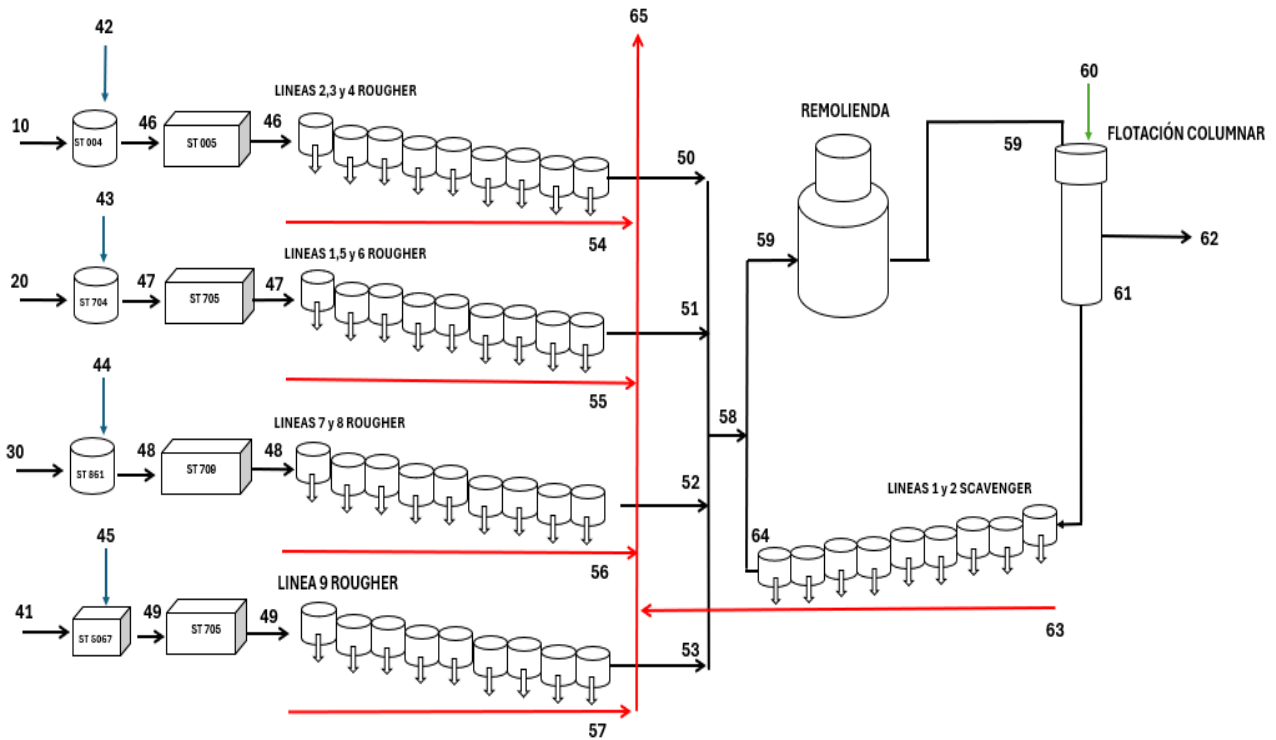 65
42
LINEAS 2,3 y 4 ROUGHER
10
ST 004
46
ST 005
46
50
54
43
LINEAS 1,5 y 6 ROUGHER
20
ST 704
47
ST 705
47
51
55
44
LINEAS 7 y 8 ROUGHER
30
ST 861
48
ST 709
48
52
56
45
LINEA 9 ROUGHER
41
ST 5067
49
ST 705
49
53
57
58
REMOLIENDA
59
59
60
FLOTACIÓN COLUMNAR
62
61
LINEAS 1 y 2 SCAVENGER
64
63